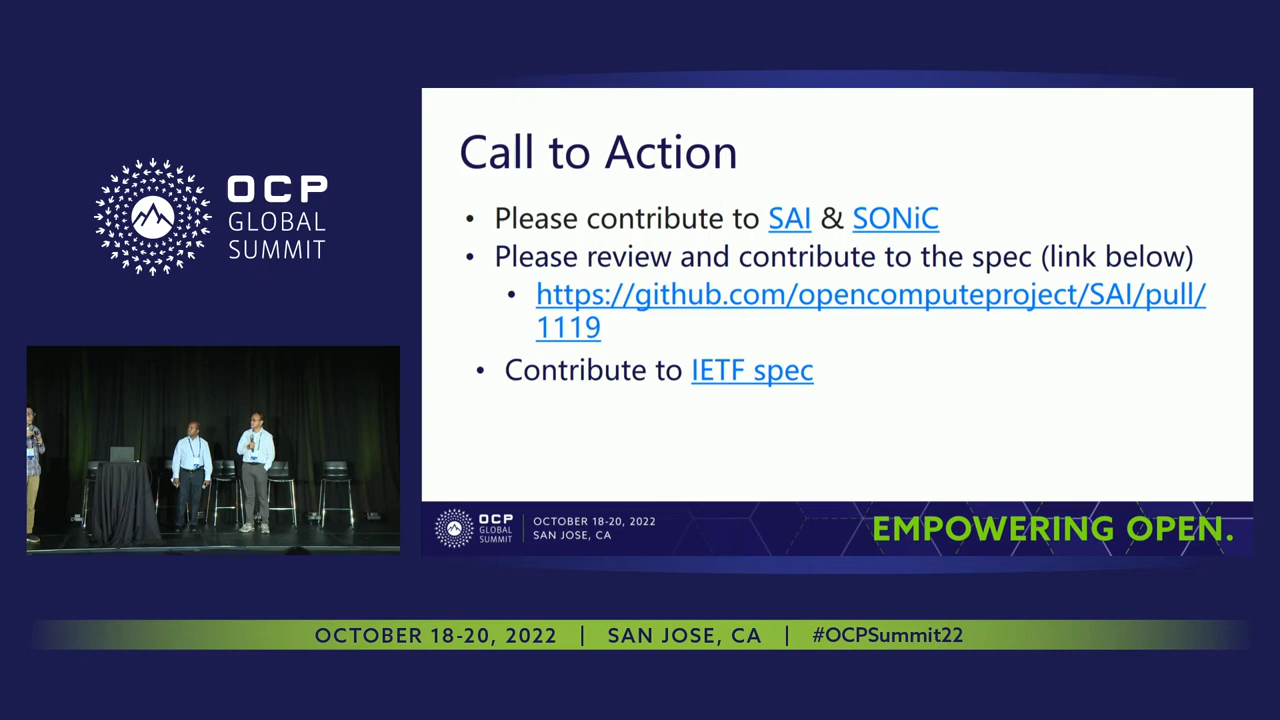 OCP
GLOBAL
SUMMIT
Call to Action
• Please contribute to SAI & SONiC
• Please review and contribute to the spec (link below)
• https://github.com/opencomputeproject/SAI/pull/
1119
• Contribute to IETF spec
OCP
GLOBAL
SUMMIT
OCTOBER 18-20, 2022
SAN JOSE, CA
EMPOWERING OPEN.
OCTOBER 18-20, 2022 | SAN JOSE, CA | #OCPSummit22